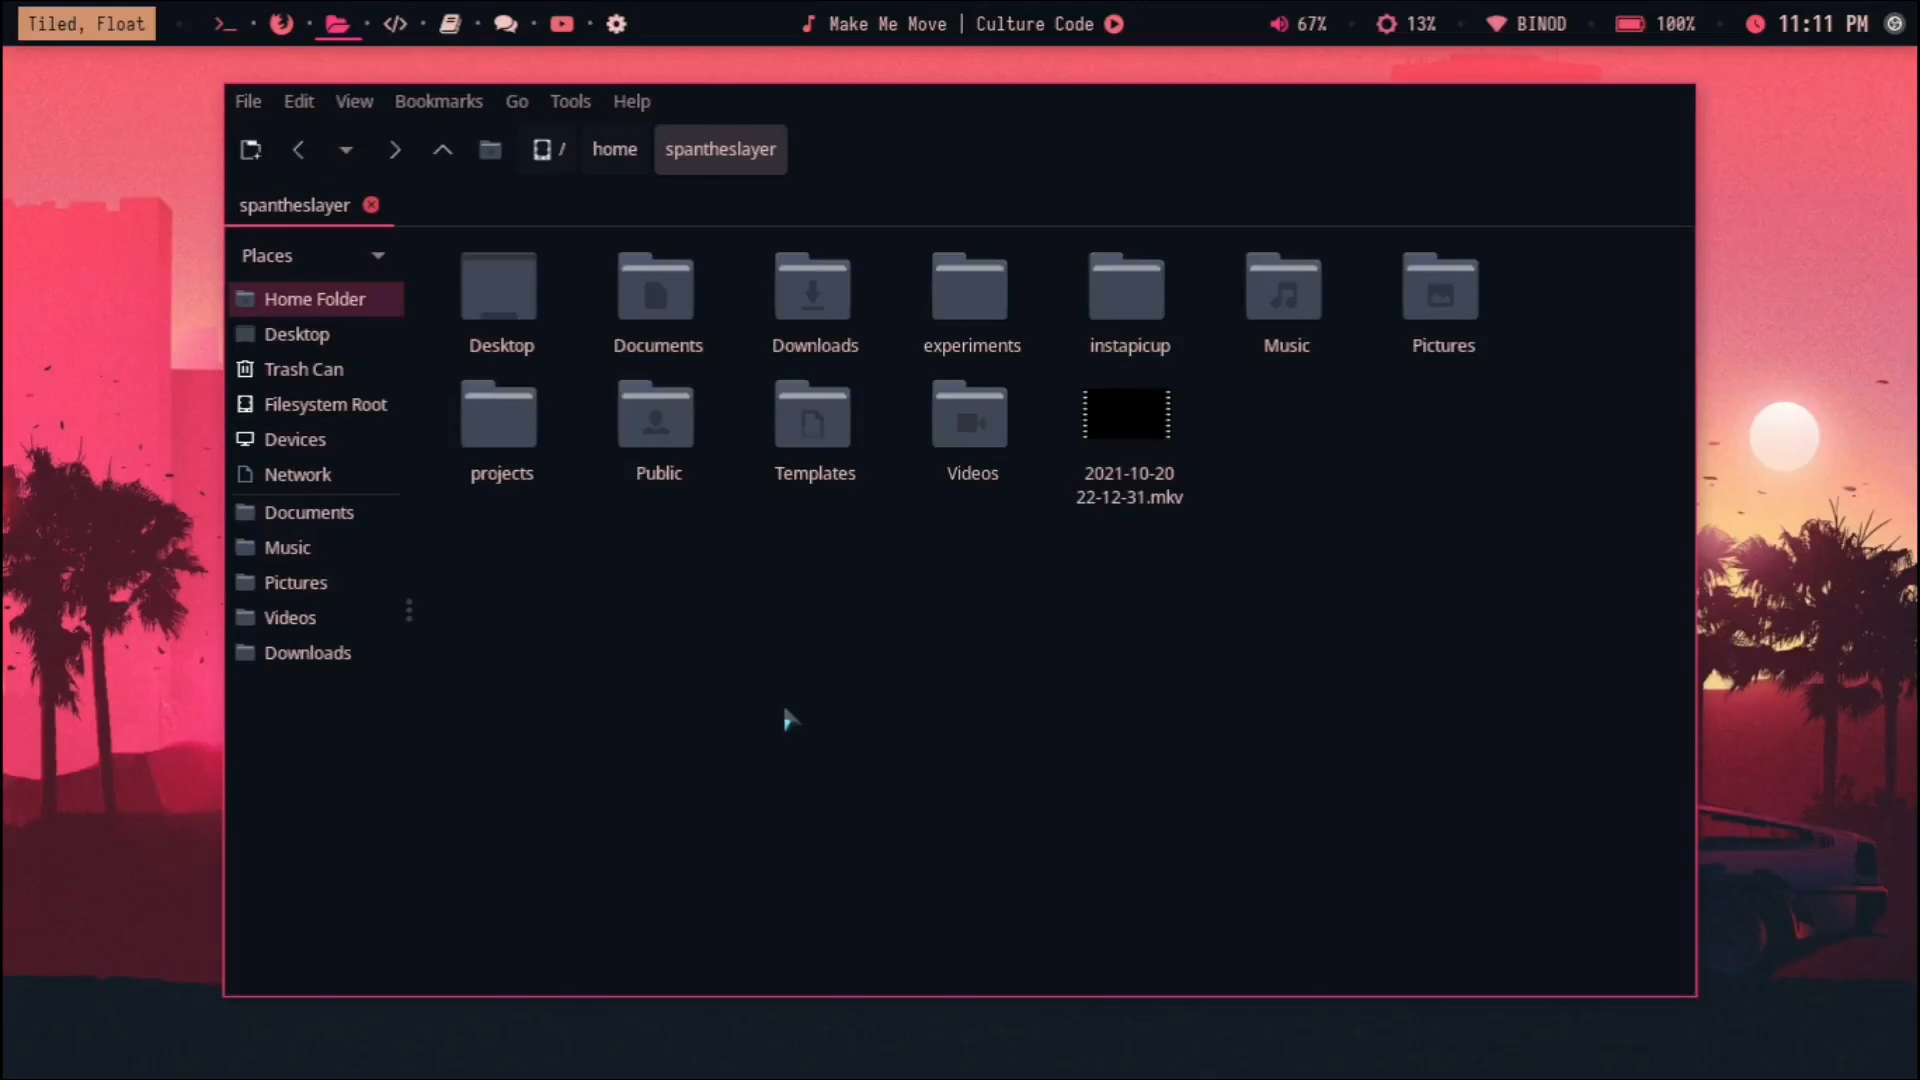 Tiled, Float
Make Me Move | Culture Code
67%
13%
BINOD
100%
11:11 PM
File Edit View Bookmarks Go Tools Help
/ home spantheslayer
spantheslayer
Places
Home Folder
Desktop
Trash Can
Filesystem Root
Devices
Network
Documents
Music
Pictures
Videos
Downloads
Desktop Documents Downloads experiments instapicup Music Pictures
projects Public Templates Videos 2021-10-20
22-12-31.mkv